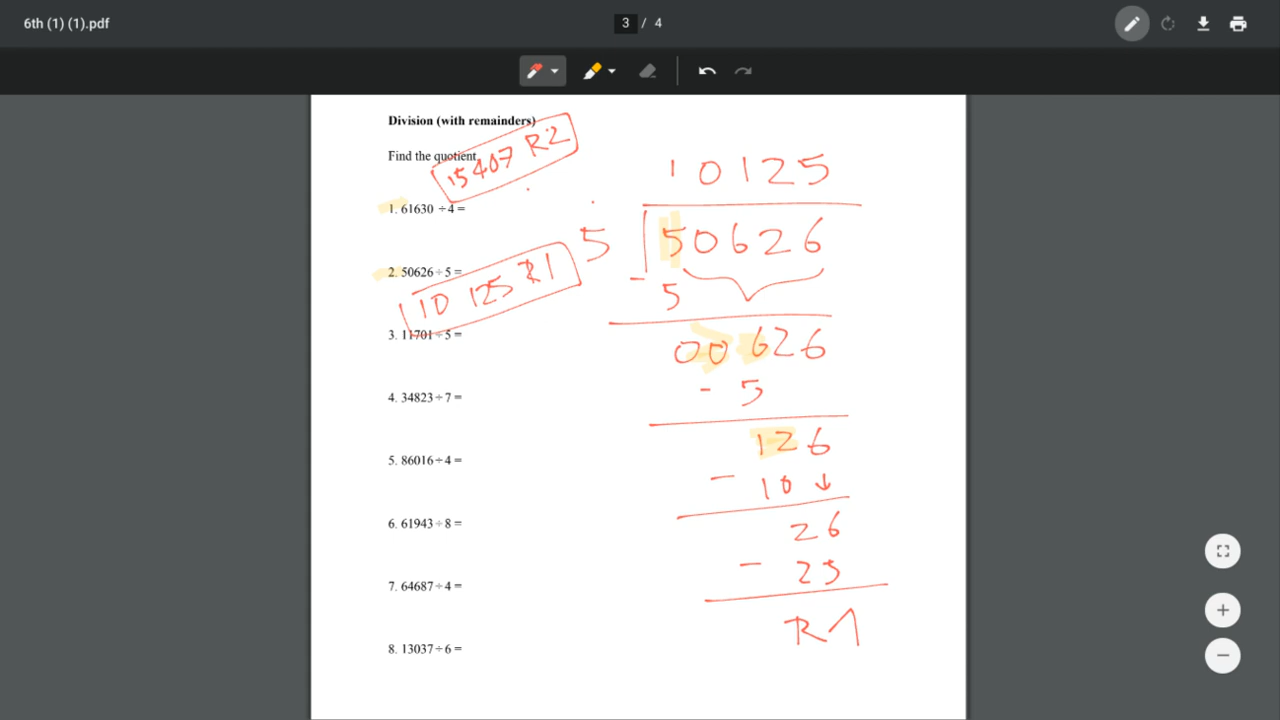 6th (1) (1).pdf
3 / 4
Division (with remainders)
Find the quotient
15407 R2
1. 61630 ÷ 4 =
2. 50626 ÷ 5 =
10 125 R1
3. 11701 ÷ 5 =
4. 34823 ÷ 7 =
5. 86016 ÷ 4 =
6. 61943 ÷ 8 =
7. 64687 ÷ 4 =
8. 13037 ÷ 6 =
10125
5 50626
- 5
00626
- 5
126
- 10 ↓
26
- 25
R1